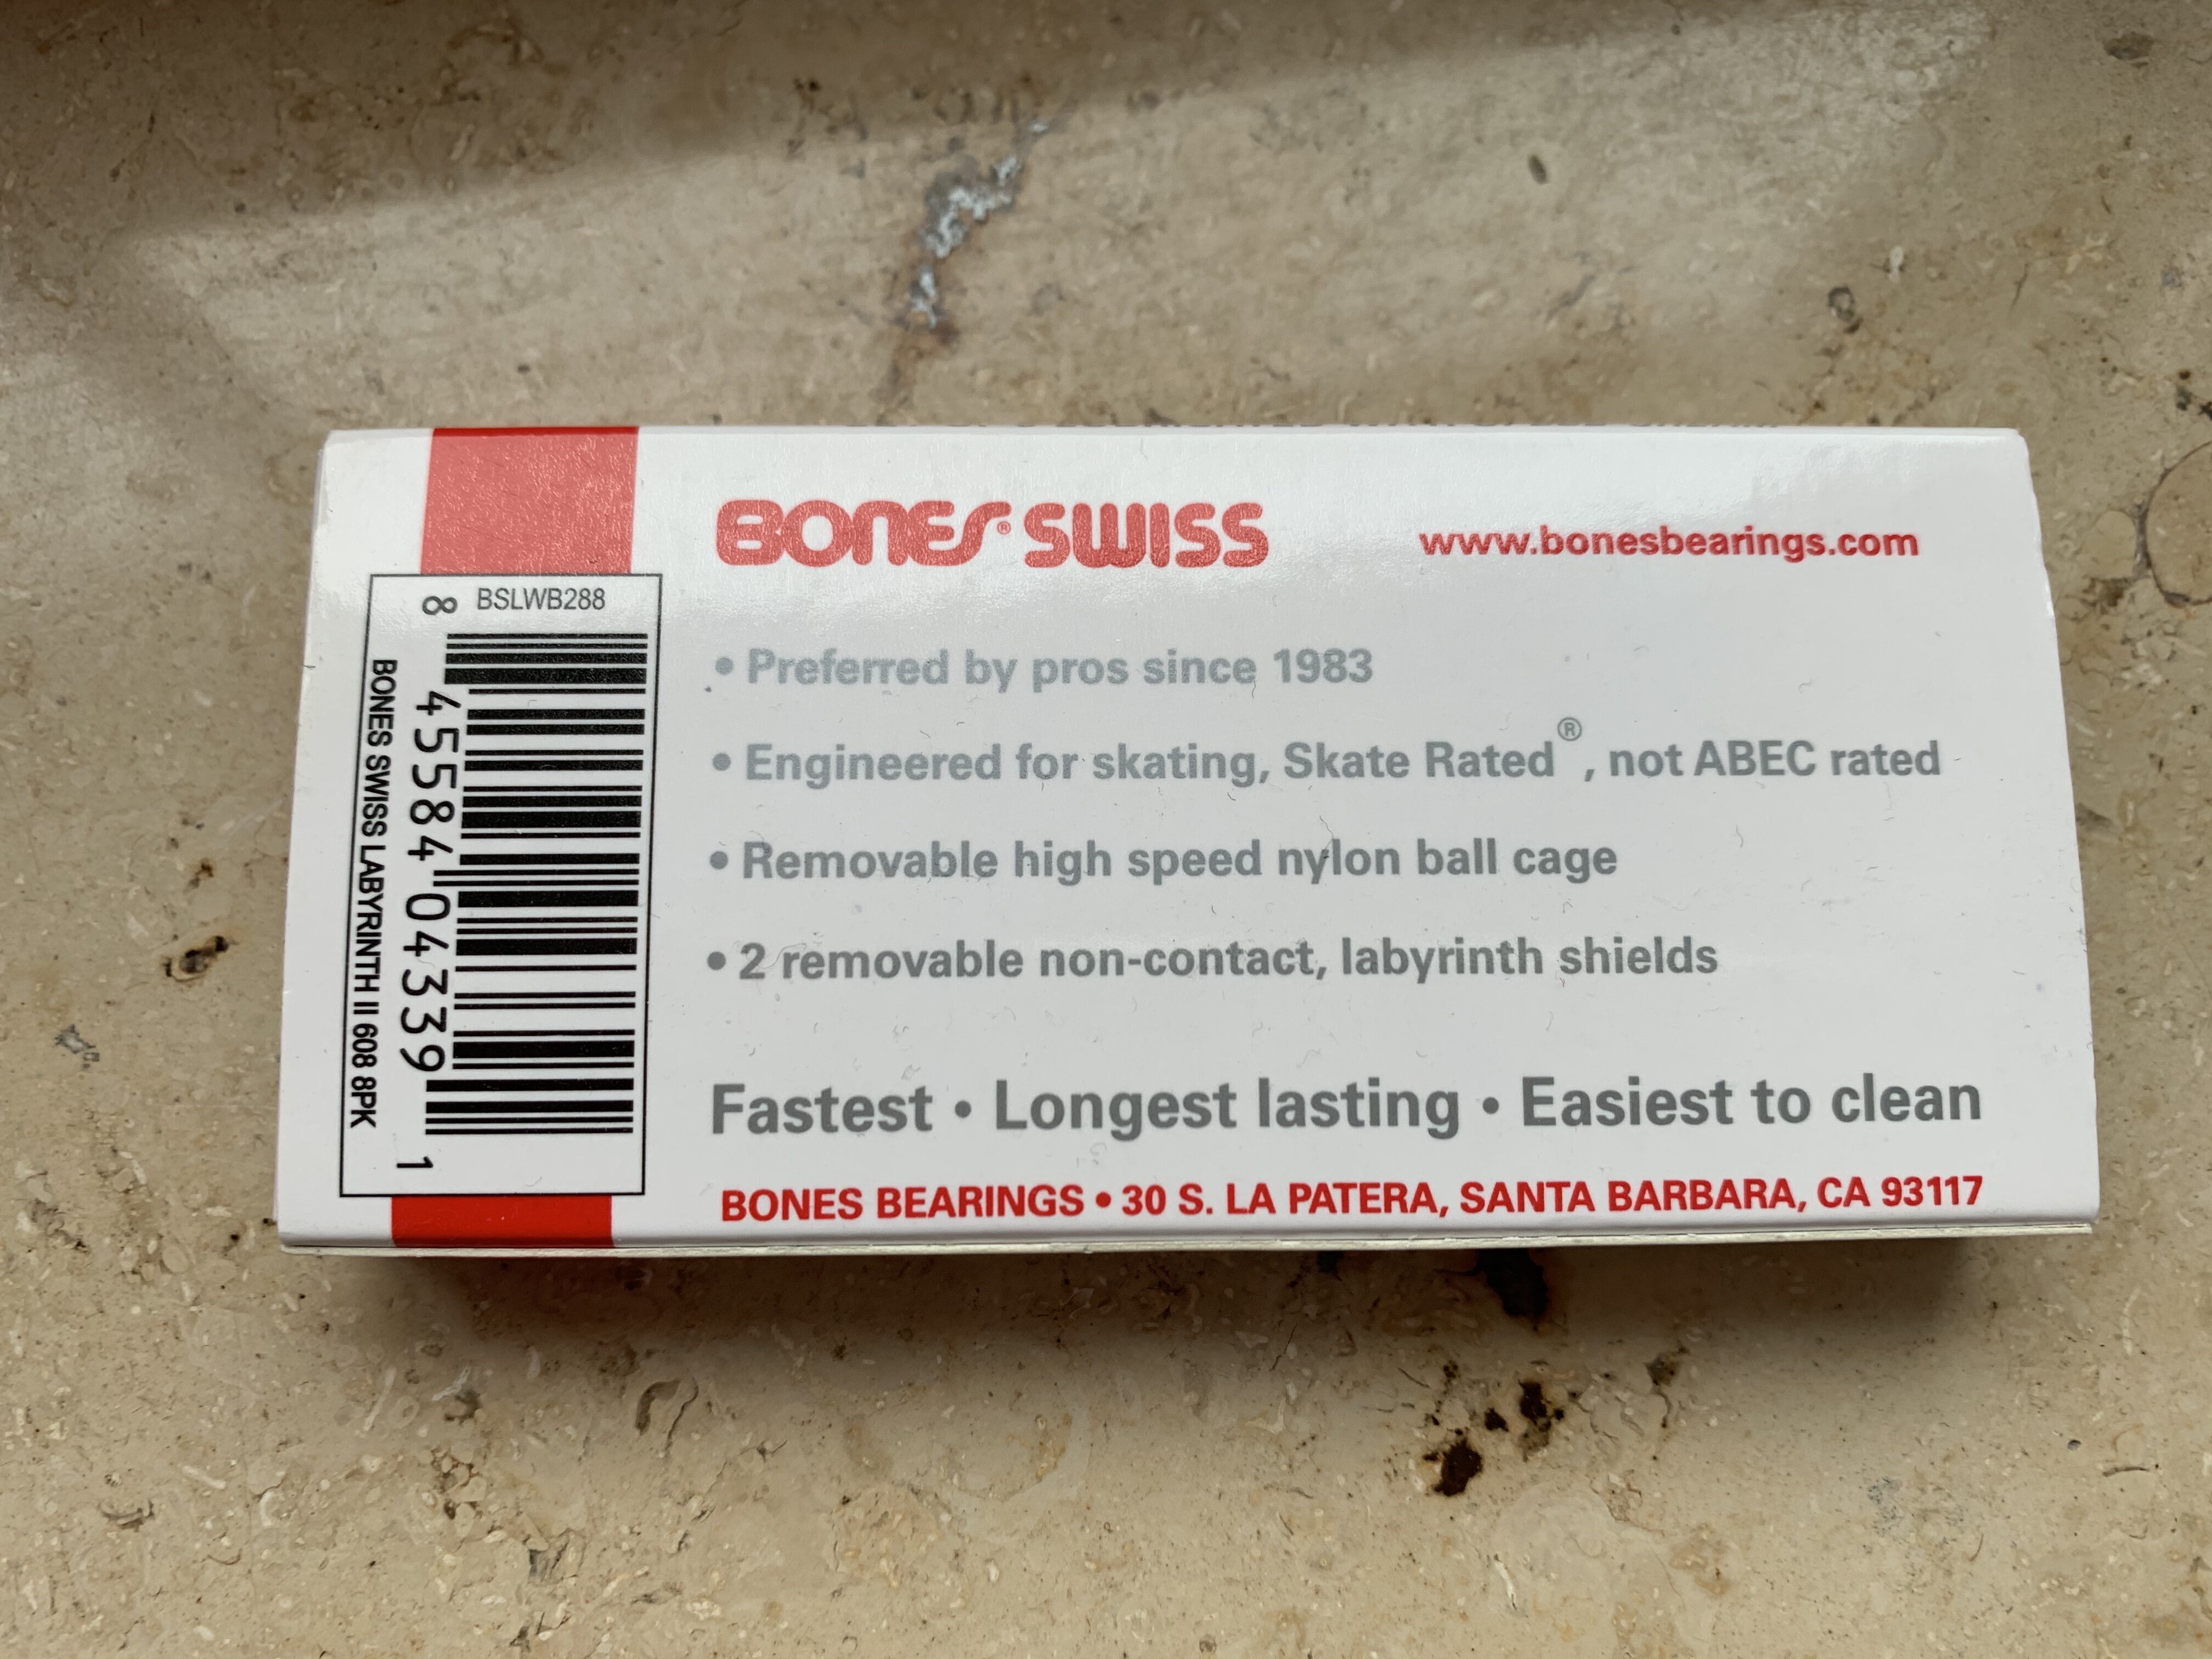 BONES® SWISS
www.bonesbearings.com
• Preferred by pros since 1983
• Engineered for skating, Skate Rated®, not ABEC rated
• Removable high speed nylon ball cage
• 2 removable non-contact, labyrinth shields
Fastest • Longest lasting • Easiest to clean
BONES BEARINGS • 30 S. LA PATERA, SANTA BARBARA, CA 93117
BSLWB288
8 45584 04339 1
BONES SWISS LABYRINTH II 608 8PK